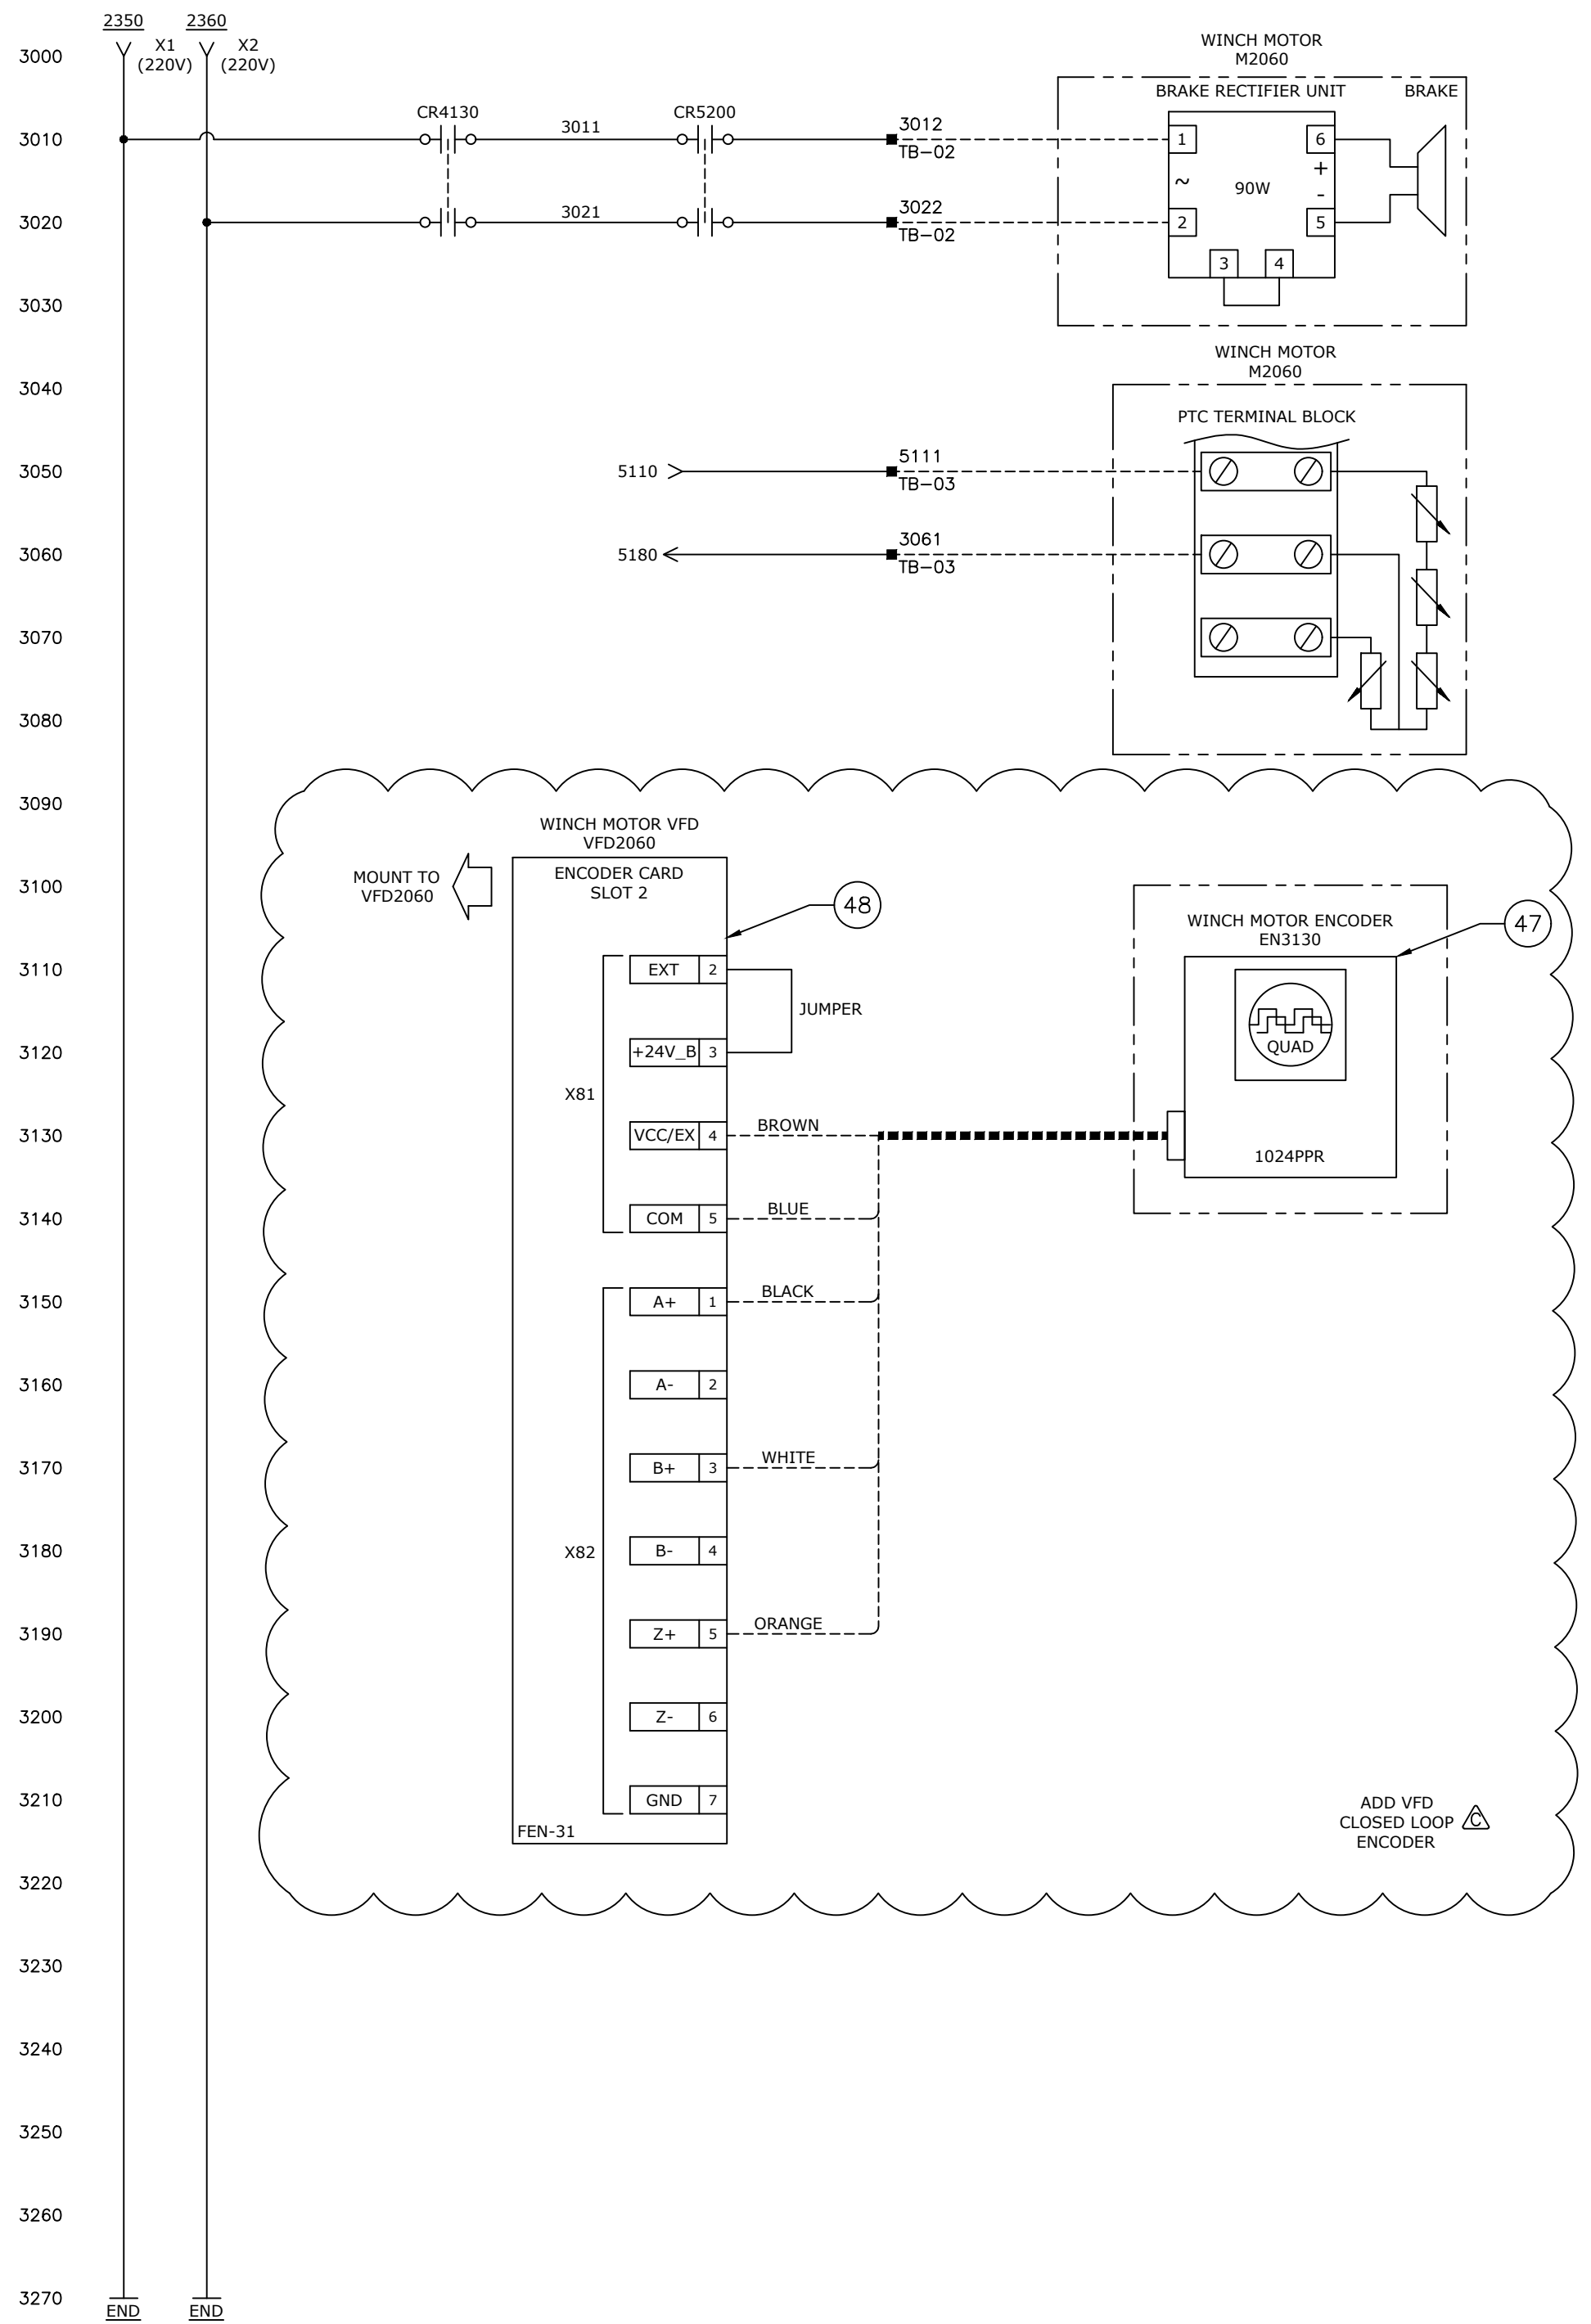 2350 2360
3000
X1 (220V)
X2 (220V)
WINCH MOTOR
M2060
BRAKE RECTIFIER UNIT BRAKE
CR4130 CR5200
3010
3011
3012
TB-02
1 6
~ 90W +
-
3020
3021
3022
TB-02
2 5
3 4
3030
WINCH MOTOR
M2060
3040
PTC TERMINAL BLOCK
3050
5110
5111
TB-03
3060
5180
3061
TB-03
3070
3080
3090
WINCH MOTOR VFD
VFD2060
3100
MOUNT TO
VFD2060
ENCODER CARD
SLOT 2
48
47
WINCH MOTOR ENCODER
EN3130
3110
EXT 2
JUMPER
QUAD
3120
+24V_B 3
X81
3130
VCC/EX 4
BROWN
1024PPR
3140
COM 5
BLUE
3150
A+ 1
BLACK
3160
A- 2
3170
B+ 3
WHITE
3180
X82
B- 4
3190
Z+ 5
ORANGE
3200
Z- 6
3210
GND 7
FEN-31
ADD VFD
CLOSED LOOP
ENCODER
C
3220
3230
3240
3250
3260
3270
END END